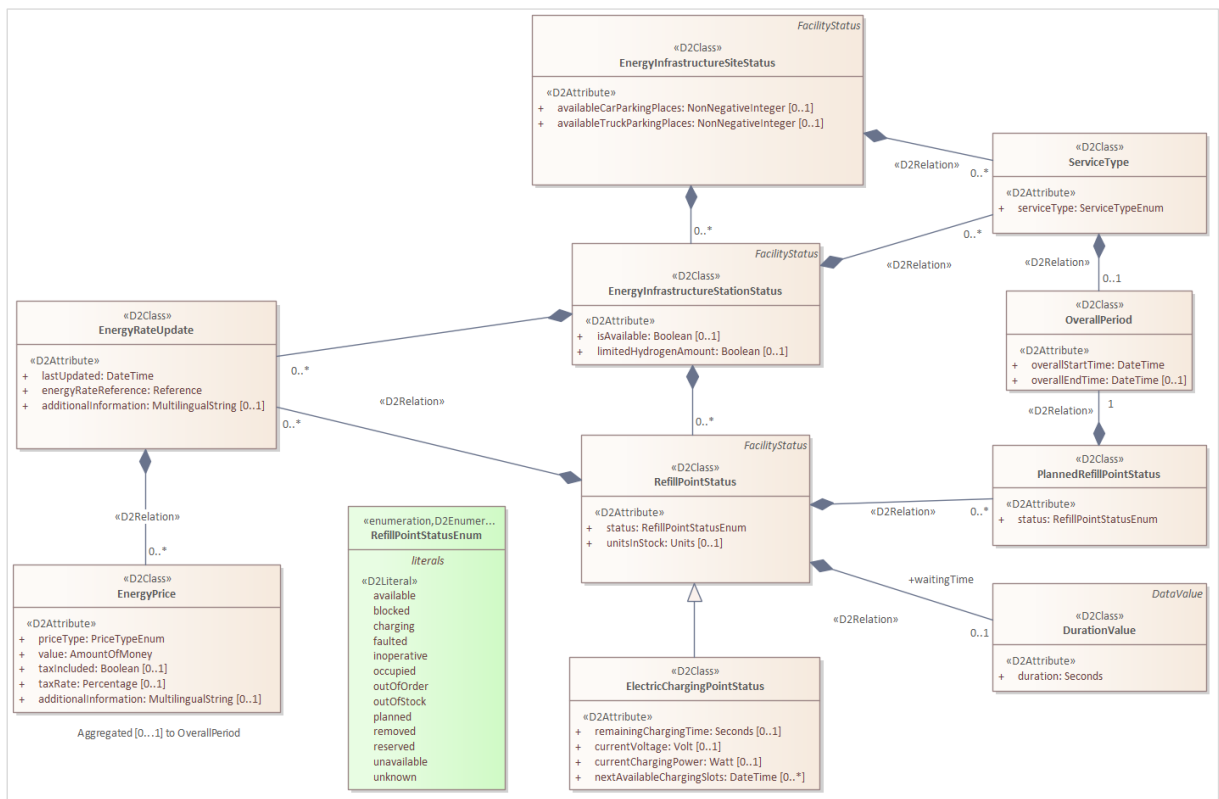 FacilityStatus
«D2Class»
EnergyInfrastructureSiteStatus
«D2Attribute»
+ availableCarParkingPlaces: NonNegativeInteger [0..1]
+ availableTruckParkingPlaces: NonNegativeInteger [0..1]
«D2Relation»
0..*
«D2Class»
ServiceType
«D2Attribute»
+ serviceType: ServiceTypeEnum
0..*
0..*
«D2Relation»
FacilityStatus
«D2Class»
EnergyInfrastructureStationStatus
«D2Attribute»
+ isAvailable: Boolean [0..1]
+ limitedHydrogenAmount: Boolean [0..1]
«D2Relation»
0..1
«D2Class»
OverallPeriod
«D2Attribute»
+ overallStartTime: DateTime
+ overallEndTime: DateTime [0..1]
«D2Class»
EnergyRateUpdate
«D2Attribute»
+ lastUpdated: DateTime
+ energyRateReference: Reference
+ additionalInformation: MultilingualString [0..1]
0..*
«D2Relation»
0..*
0..*
1
«D2Relation»
FacilityStatus
«D2Class»
RefillPointStatus
«D2Attribute»
+ status: RefillPointStatusEnum
+ unitsInStock: Units [0..1]
«D2Relation»
0..*
«D2Class»
PlannedRefillPointStatus
«D2Attribute»
+ status: RefillPointStatusEnum
«D2Relation»
0..*
«D2Class»
EnergyPrice
«D2Attribute»
+ priceType: PriceTypeEnum
+ value: AmountOfMoney
+ taxIncluded: Boolean [0..1]
+ taxRate: Percentage [0..1]
+ additionalInformation: MultilingualString [0..1]
Aggregated [0...1] to OverallPeriod
«enumeration,D2Enumer...
RefillPointStatusEnum
literals
«D2Literal»
available
blocked
charging
faulted
inoperative
occupied
outOfOrder
outOfStock
planned
removed
reserved
unavailable
unknown
+waitingTime
«D2Relation»
0..1
DataValue
«D2Class»
DurationValue
«D2Attribute»
+ duration: Seconds
«D2Class»
ElectricChargingPointStatus
«D2Attribute»
+ remainingChargingTime: Seconds [0..1]
+ currentVoltage: Volt [0..1]
+ currentChargingPower: Watt [0..1]
+ nextAvailableChargingSlots: DateTime [0..*]